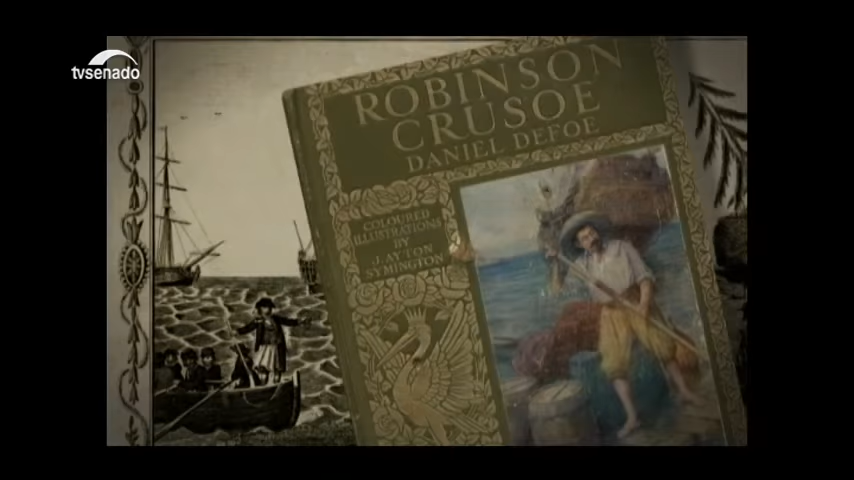 tvsenado
ROBINSON
CRUSOE
DANIEL DEFOE
COLOURED
ILLUSTRATIONS
BY
J. AYTON
SYMINGTON